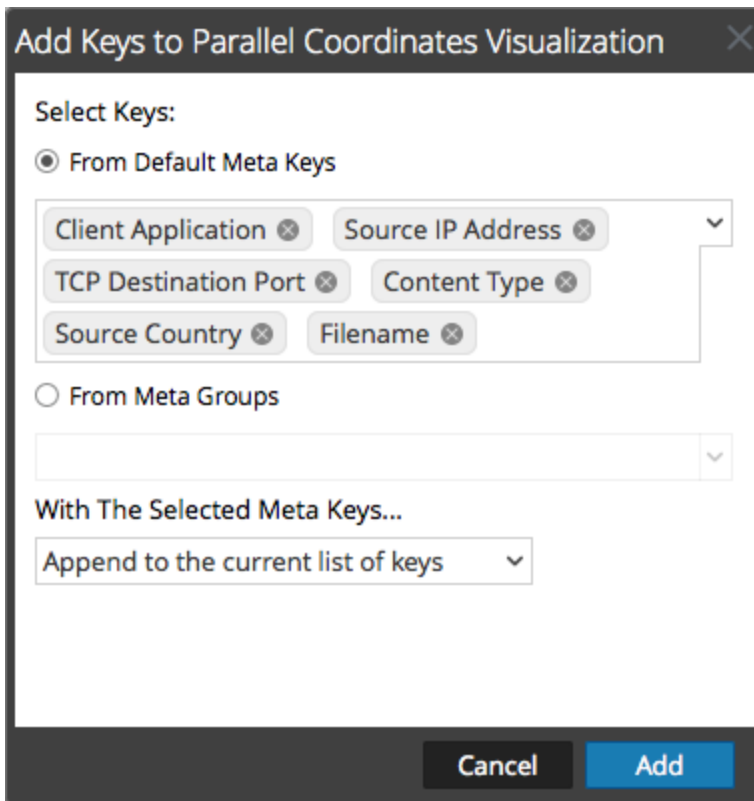 Add Keys to Parallel Coordinates Visualization
Select Keys:
From Default Meta Keys
Client Application Source IP Address
TCP Destination Port Content Type
Source Country Filename
From Meta Groups
With The Selected Meta Keys...
Append to the current list of keys
Cancel Add